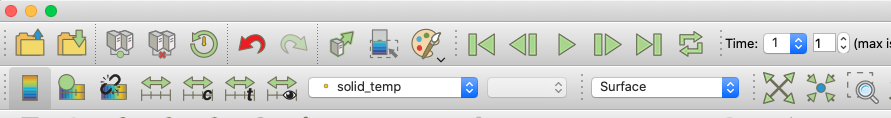 Time: 1 1 (max is
c t solid_temp Surface